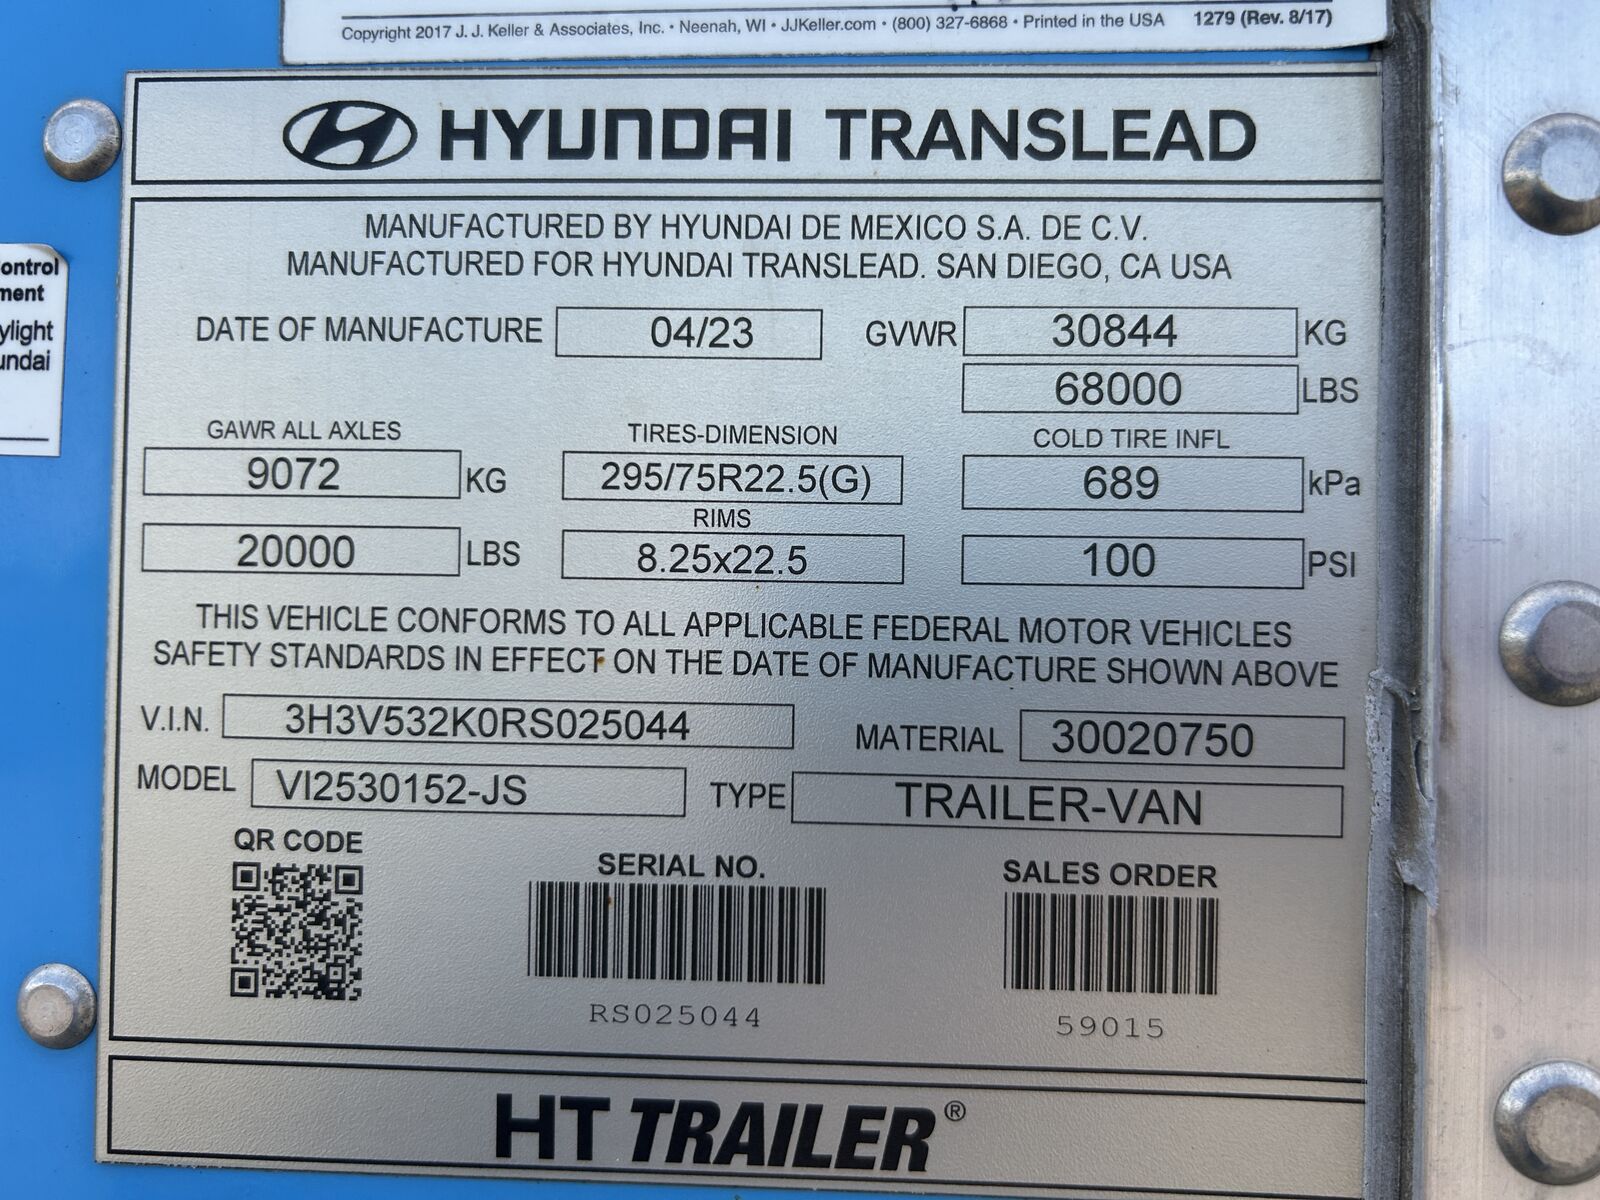 Copyright 2017 J. J. Keller & Associates, Inc. • Neenah, WI • JJKeller.com • (800) 327-6868 • Printed in the USA 1279 (Rev. 8/17)
HYUNDAI TRANSLEAD
MANUFACTURED BY HYUNDAI DE MEXICO S.A. DE C.V.
MANUFACTURED FOR HYUNDAI TRANSLEAD. SAN DIEGO, CA USA
DATE OF MANUFACTURE 04/23 GVWR 30844 KG
68000 LBS
GAWR ALL AXLES TIRES-DIMENSION COLD TIRE INFL
9072 KG 295/75R22.5(G) 689 kPa
RIMS
20000 LBS 8.25x22.5 100 PSI
THIS VEHICLE CONFORMS TO ALL APPLICABLE FEDERAL MOTOR VEHICLES
SAFETY STANDARDS IN EFFECT ON THE DATE OF MANUFACTURE SHOWN ABOVE
V.I.N. 3H3V532K0RS025044 MATERIAL 30020750
MODEL VI2530152-JS TYPE TRAILER-VAN
QR CODE SERIAL NO. SALES ORDER
RS025044 59015
HT TRAILER®
ontrol
ment
ylight
undai